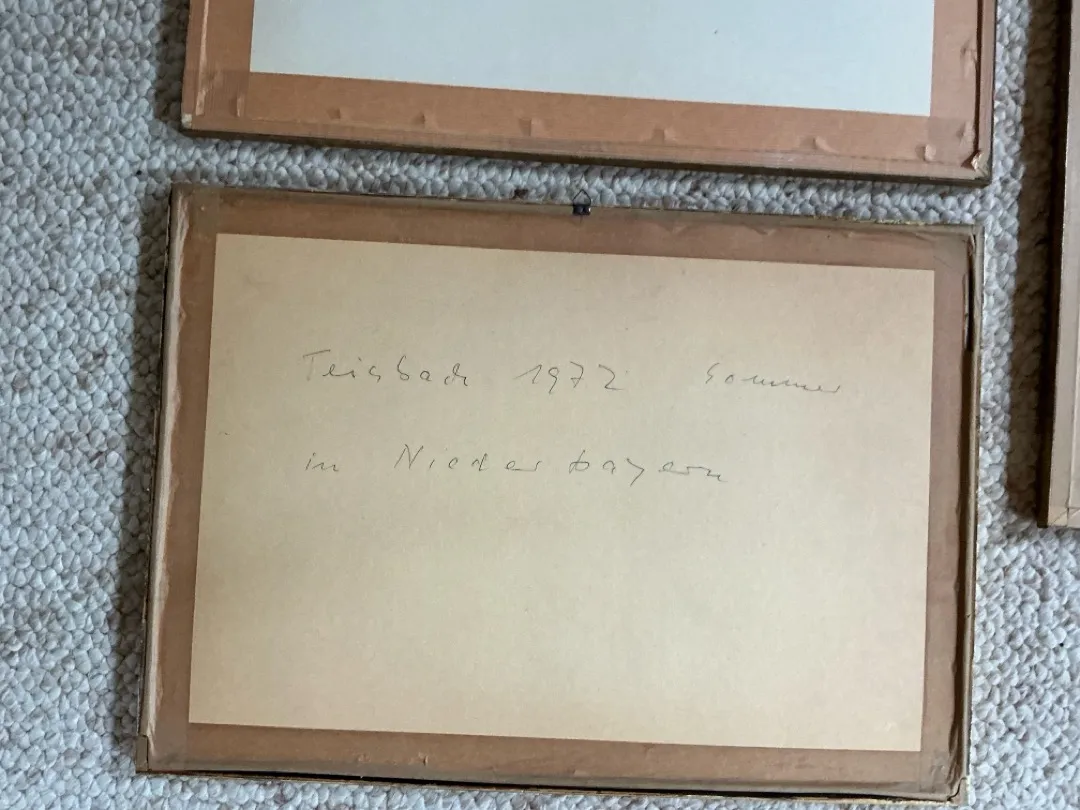 Teisbach 1972 Sommer
in Niederbayern